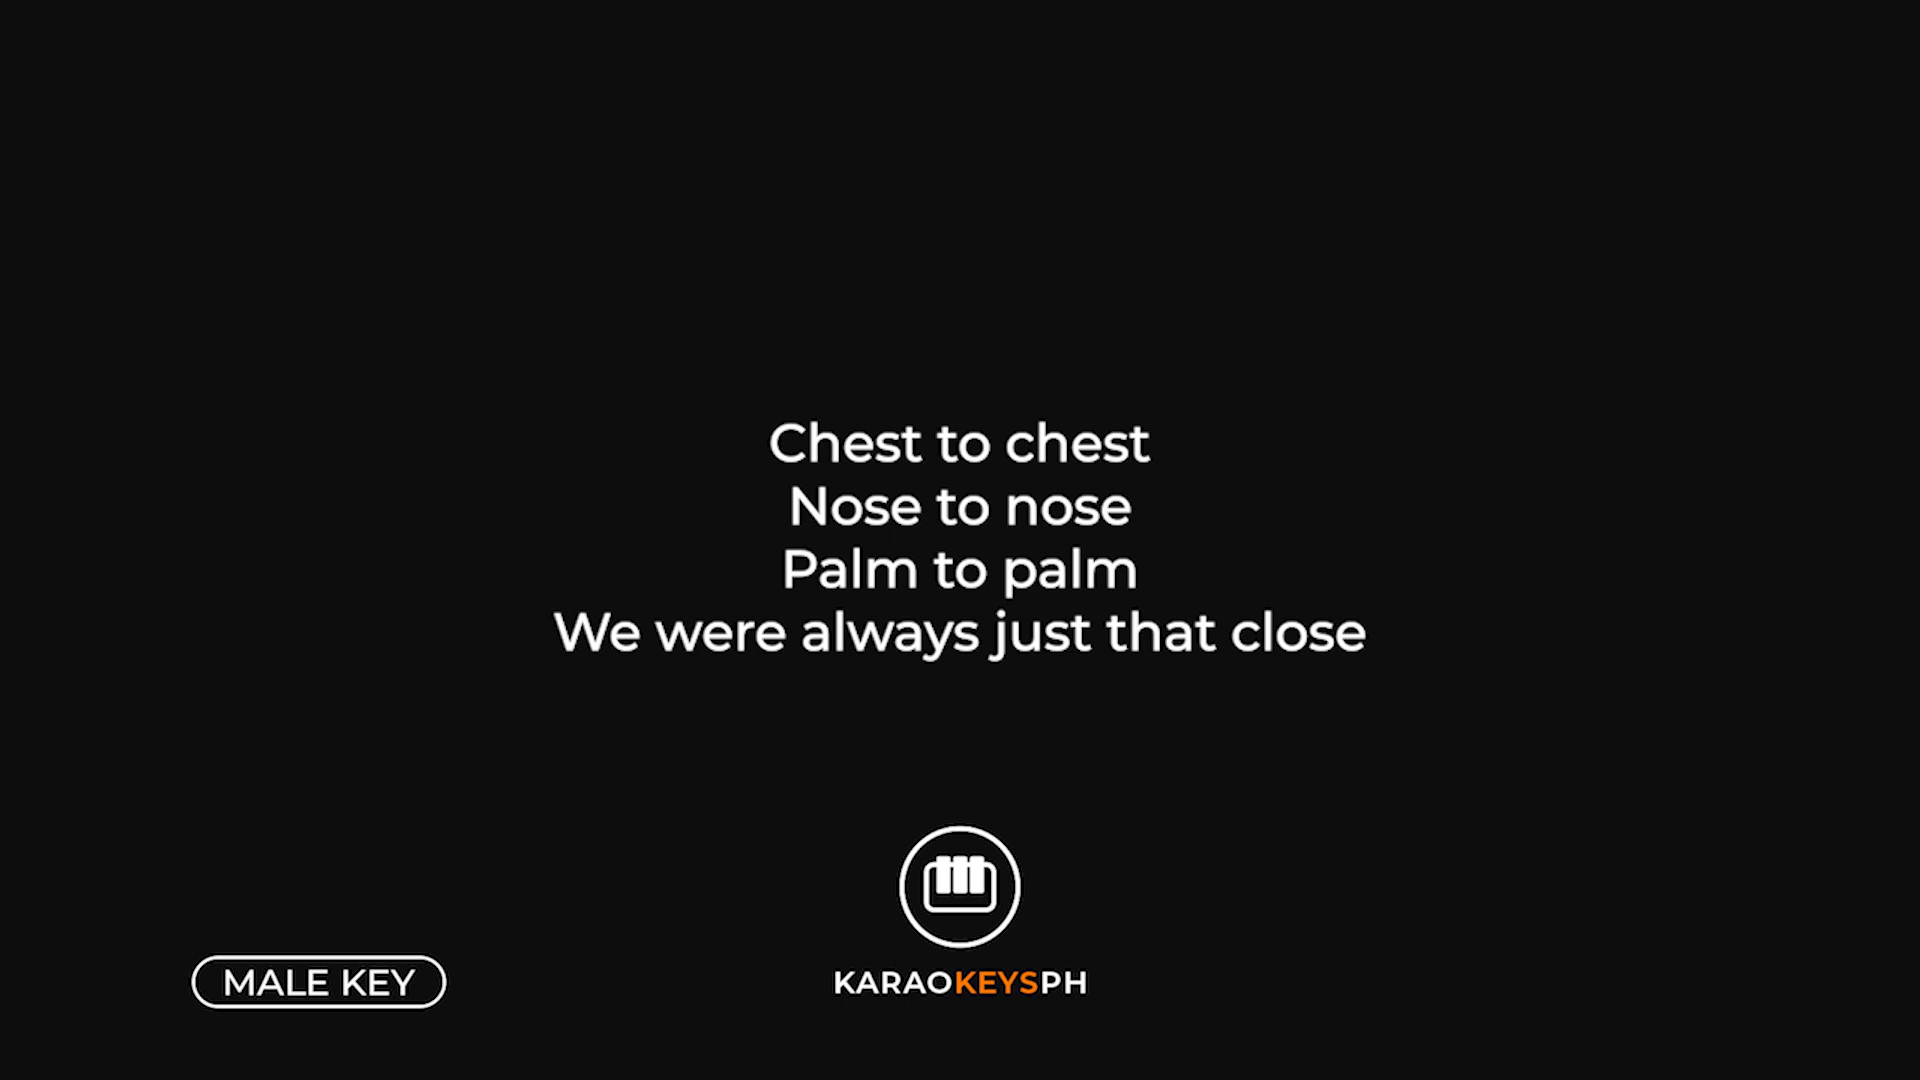 Chest to chest
Nose to nose
Palm to palm
We were always just that close
MALE KEY
KARAOKEYSPH